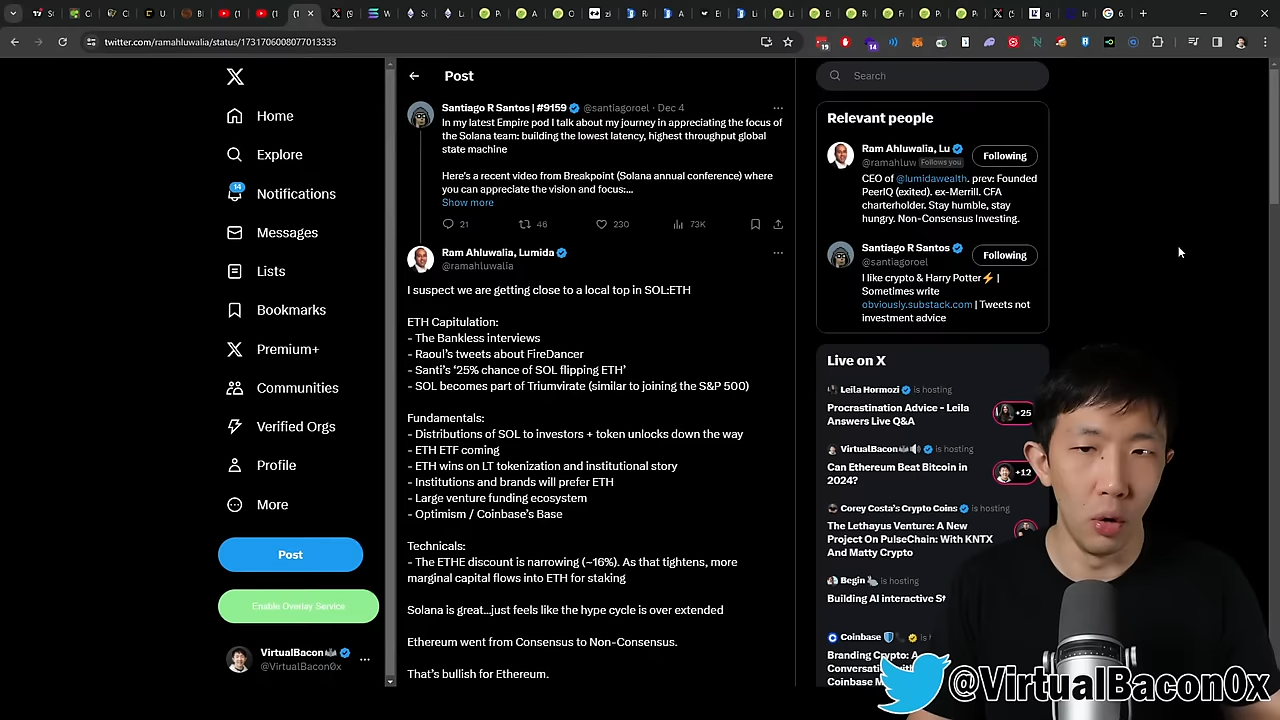 twitter.com/ramahluwalia/status/1731706008077013333
19
14
Home
Explore
14
Notifications
Messages
Lists
Bookmarks
Premium+
Communities
Verified Orgs
Profile
More
Post
Enable Overlay Service
VirtualBacon
@VirtualBacon0x
Post
Santiago R Santos | #9159 @santiagoroel · Dec 4
In my latest Empire pod I talk about my journey in appreciating the focus of
the Solana team: building the lowest latency, highest throughput global
state machine
Here's a recent video from Breakpoint (Solana annual conference) where
you can appreciate the vision and focus:...
Show more
21 46 230 73K
Ram Ahluwalia, Lumida
@ramahluwalia
I suspect we are getting close to a local top in SOL:ETH
ETH Capitulation:
- The Bankless interviews
- Raoul's tweets about FireDancer
- Santi's '25% chance of SOL flipping ETH'
- SOL becomes part of Triumvirate (similar to joining the S&P 500)
Fundamentals:
- Distributions of SOL to investors + token unlocks down the way
- ETH ETF coming
- ETH wins on LT tokenization and institutional story
- Institutions and brands will prefer ETH
- Large venture funding ecosystem
- Optimism / Coinbase's Base
Technicals:
- The ETHE discount is narrowing (~16%). As that tightens, more
marginal capital flows into ETH for staking
Solana is great...just feels like the hype cycle is over extended
Ethereum went from Consensus to Non-Consensus.
That's bullish for Ethereum.
Search
Relevant people
Ram Ahluwalia, Lu
@ramahluw Follows you
Following
CEO of @lumidawealth. prev: Founded
PeerIQ (exited). ex-Merrill. CFA
charterholder. Stay humble, stay
hungry. Non-Consensus Investing.
Santiago R Santos
@santiagoroel
Following
I like crypto & Harry Potter⚡ |
Sometimes write
obviously.substack.com | Tweets not
investment advice
Live on X
Leila Hormozi is hosting
Procrastination Advice - Leila
Answers Live Q&A
+25
VirtualBacon is hosting
Can Ethereum Beat Bitcoin in
2024?
+12
Corey Costa's Crypto Coins is hosting
The Lethayus Venture: A New
Project On PulseChain: With KNTX
And Matty Crypto
Begin is hosting
Building AI interactive
Coinbase
Branding Crypto: A
Conversation with
Coinbase
@VirtualBacon0x